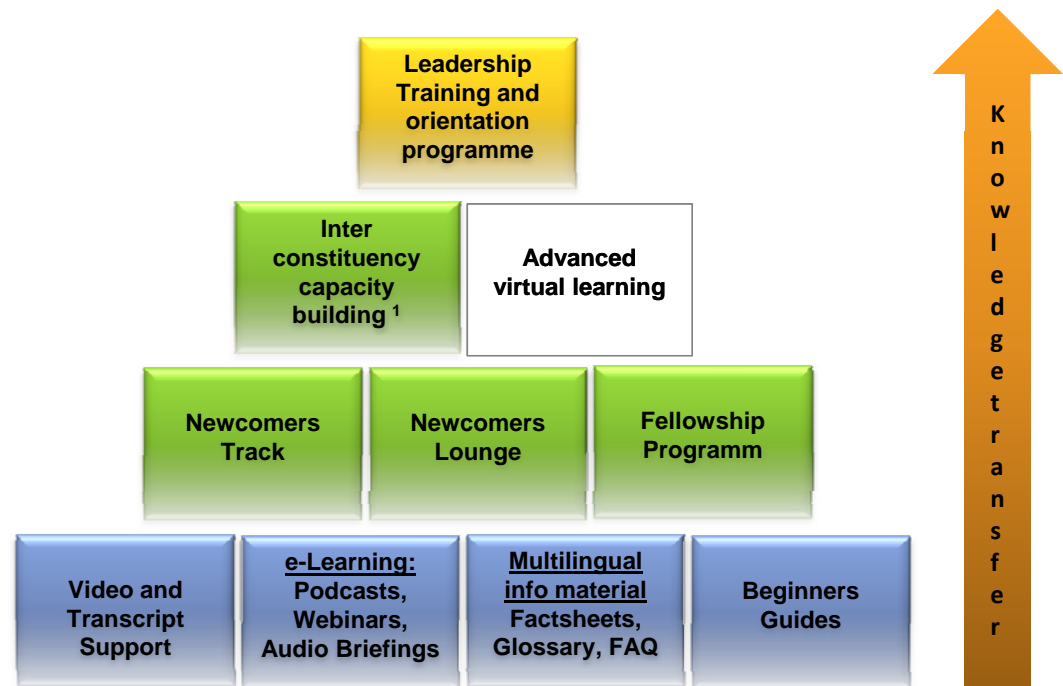 Leadership
Training and
orientation
programme
Inter
constituency
capacity
building ¹
Advanced
virtual learning
Newcomers
Track
Newcomers
Lounge
Fellowship
Programm
Video and
Transcript
Support
e-Learning:
Podcasts,
Webinars,
Audio Briefings
Multilingual
info material
Factsheets,
Glossary, FAQ
Beginners
Guides
Knowledgetransfer